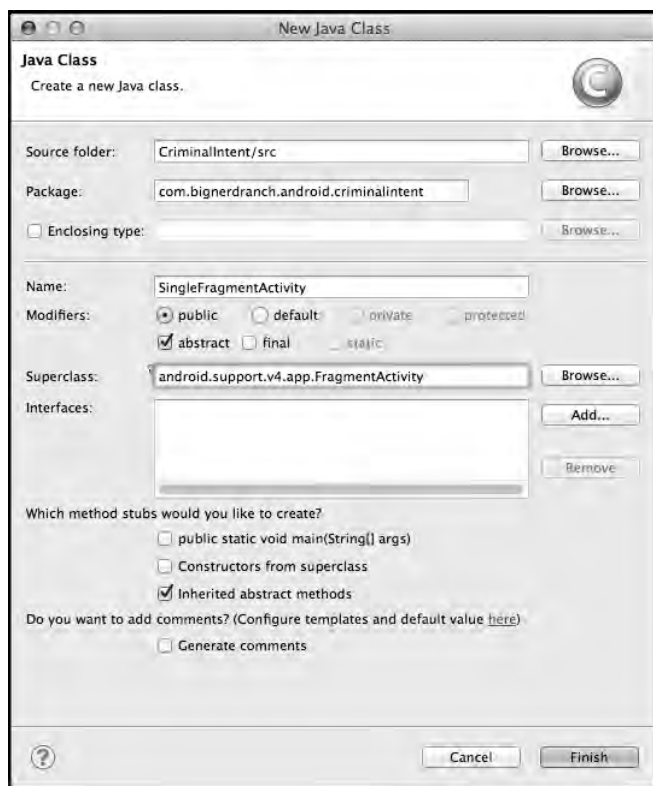 New Java Class
Java Class
Create a new Java class.
Source folder: CriminalIntent/src Browse...
Package: com.bignerdranch.android.criminalintent Browse...
Enclosing type: Browse...
Name: SingleFragmentActivity
Modifiers: public default private protected
abstract final static
Superclass: android.support.v4.app.FragmentActivity Browse...
Interfaces: Add...
Remove
Which method stubs would you like to create?
public static void main(String[] args)
Constructors from superclass
Inherited abstract methods
Do you want to add comments? (Configure templates and default value here)
Generate comments
? Cancel Finish